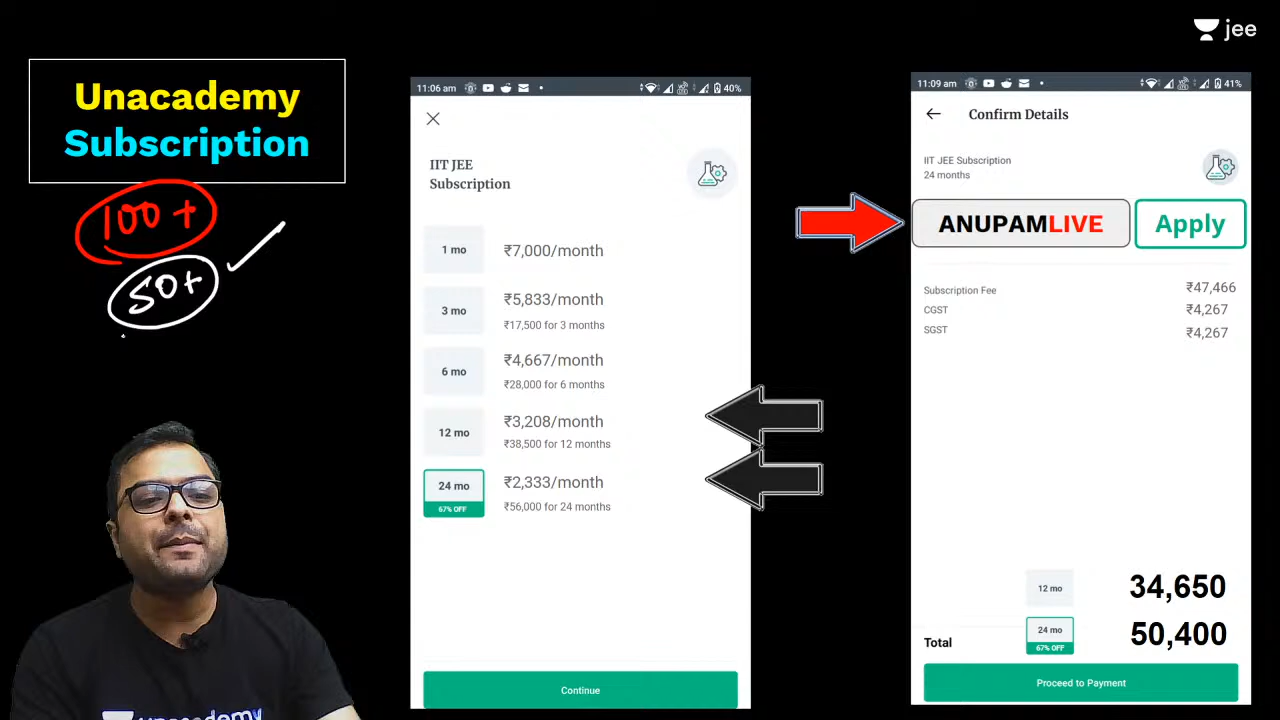 jee
Unacademy
Subscription
100+
50+
11:06 am
40%
IIT JEE
Subscription
1 mo
₹7,000/month
3 mo
₹5,833/month
₹17,500 for 3 months
6 mo
₹4,667/month
₹28,000 for 6 months
12 mo
₹3,208/month
₹38,500 for 12 months
24 mo
67% OFF
₹2,333/month
₹56,000 for 24 months
Continue
11:09 am
41%
Confirm Details
IIT JEE Subscription
24 months
ANUPAMLIVE
Apply
Subscription Fee ₹47,466
CGST ₹4,267
SGST ₹4,267
12 mo 34,650
Total
24 mo
67% OFF
50,400
Proceed to Payment
unacademy